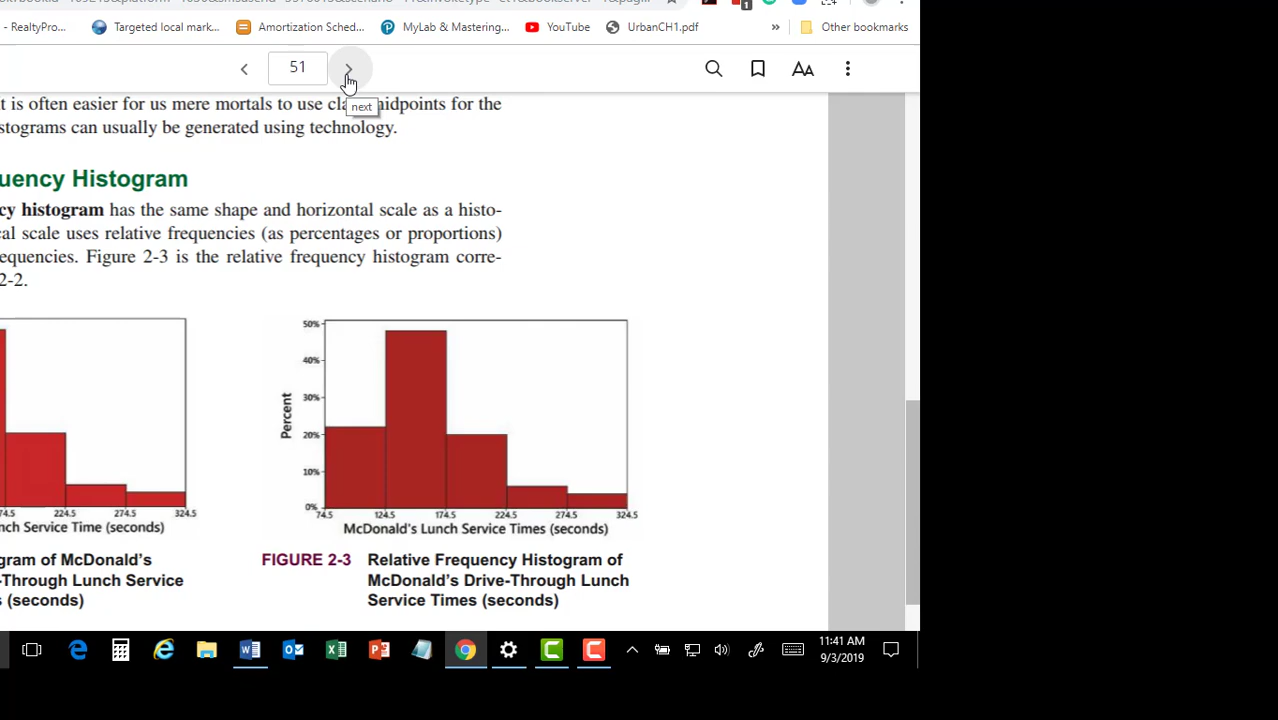 RealtyPro... Targeted local mark... Amortization Sched... MyLab & Mastering... YouTube UrbanCH1.pdf » Other bookmarks
51
next
t is often easier for us mere mortals to use cla midpoints for the
stograms can usually be generated using technology.
uency Histogram
cy histogram has the same shape and horizontal scale as a histo-
cal scale uses relative frequencies (as percentages or proportions)
equencies. Figure 2-3 is the relative frequency histogram corre-
2-2.
50%
40%
30%
20%
10%
0%
Percent
74.5 224.5 274.5 324.5
74.5 124.5 174.5 224.5 274.5 324.5
nch Service Time (seconds)
McDonald's Lunch Service Times (seconds)
gram of McDonald's
-Through Lunch Service
s (seconds)
FIGURE 2-3 Relative Frequency Histogram of
McDonald's Drive-Through Lunch
Service Times (seconds)
11:41 AM
9/3/2019